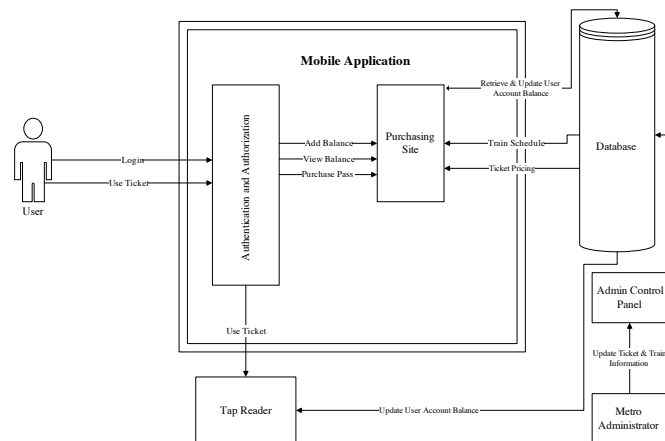 Mobile Application
Retrieve & Update User
Account Balance
Authentication and Authorization
Add Balance
View Balance
Purchase Pass
Purchasing
Site
Train Schedule
Ticket Pricing
Database
Login
Use Ticket
User
Use Ticket
Admin Control
Panel
Update Ticket & Train
Information
Tap Reader
Update User Account Balance
Metro
Administrator